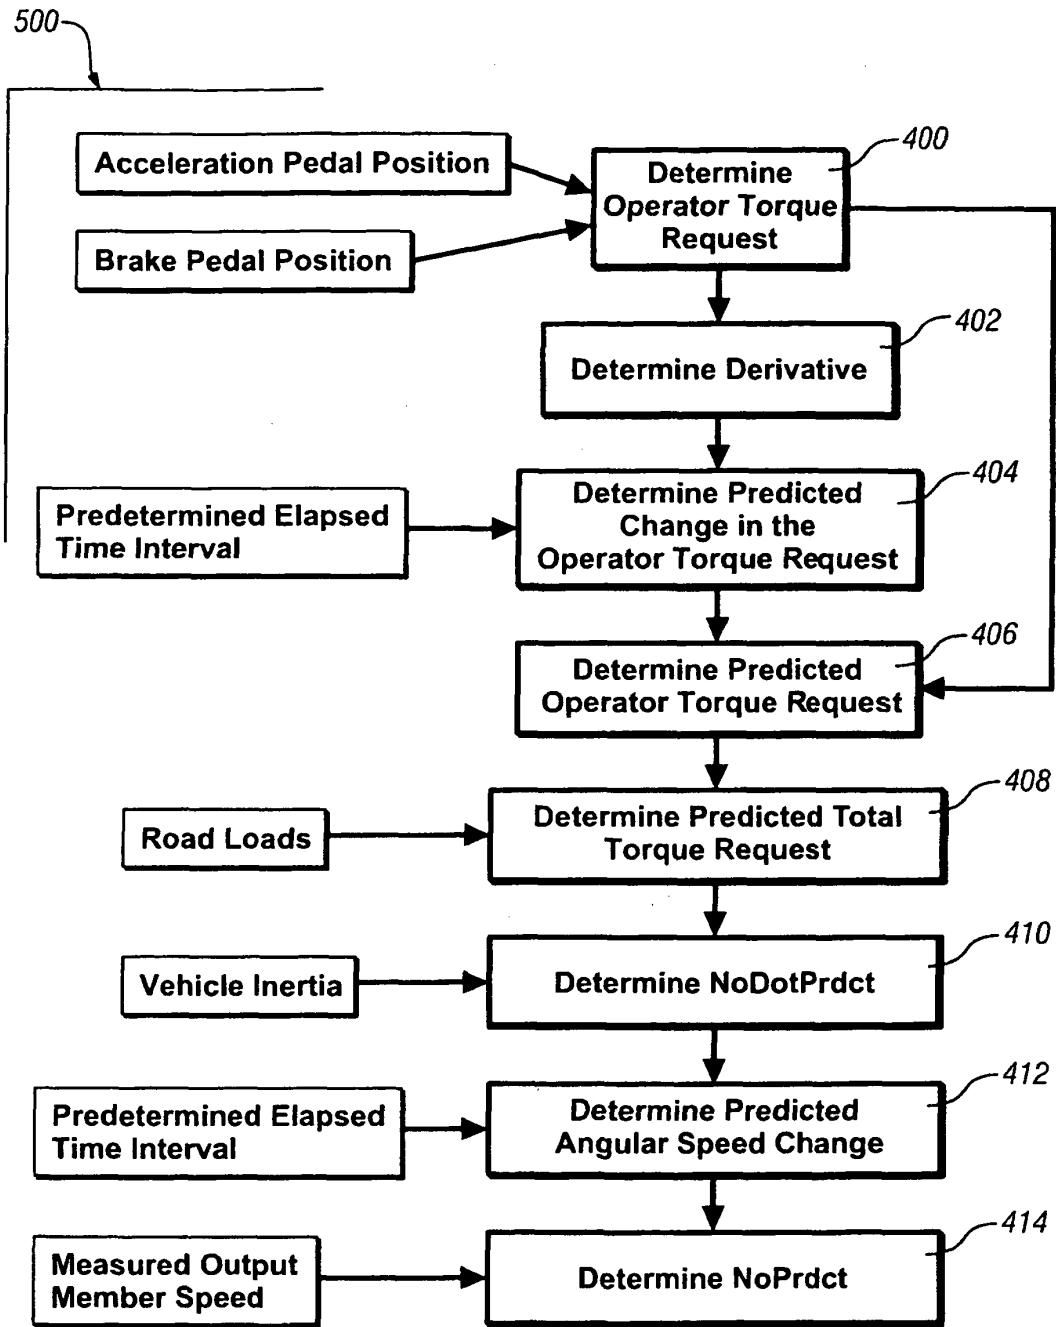 500
Acceleration Pedal Position
400
Determine
Operator Torque
Request
Brake Pedal Position
402
Determine Derivative
404
Determine Predicted
Change in the
Operator Torque Request
Predetermined Elapsed
Time Interval
406
Determine Predicted
Operator Torque Request
408
Determine Predicted Total
Torque Request
Road Loads
410
Determine NoDotPrdct
Vehicle Inertia
412
Determine Predicted
Angular Speed Change
Predetermined Elapsed
Time Interval
414
Determine NoPrdct
Measured Output
Member Speed